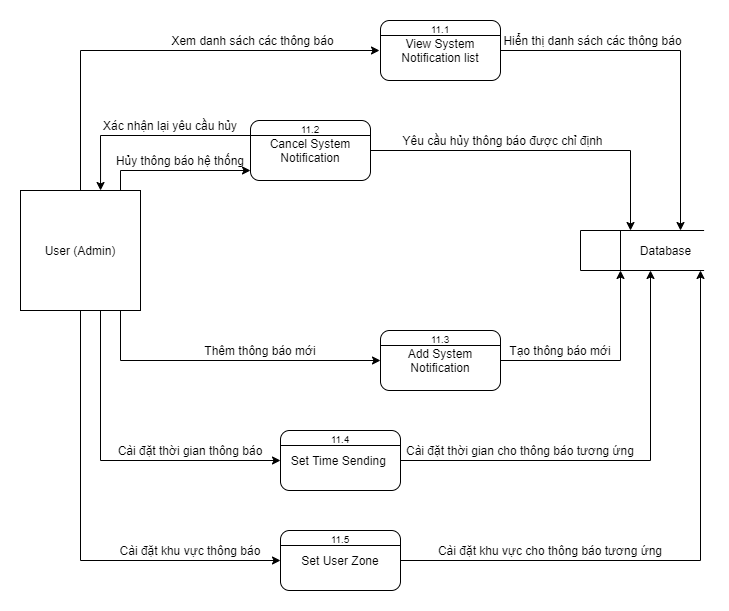 11.1
Xem danh sách các thông báo
View System
Notification list
Hiển thị danh sách các thông báo
11.2
Xác nhận lại yêu cầu hủy
Cancel System
Notification
Yêu cầu hủy thông báo được chỉ định
Hủy thông báo hệ thống
User (Admin)
Database
11.3
Thêm thông báo mới
Add System
Notification
Tạo thông báo mới
11.4
Cài đặt thời gian thông báo
Set Time Sending
Cài đặt thời gian cho thông báo tương ứng
11.5
Cài đặt khu vực thông báo
Set User Zone
Cài đặt khu vực cho thông báo tương ứng